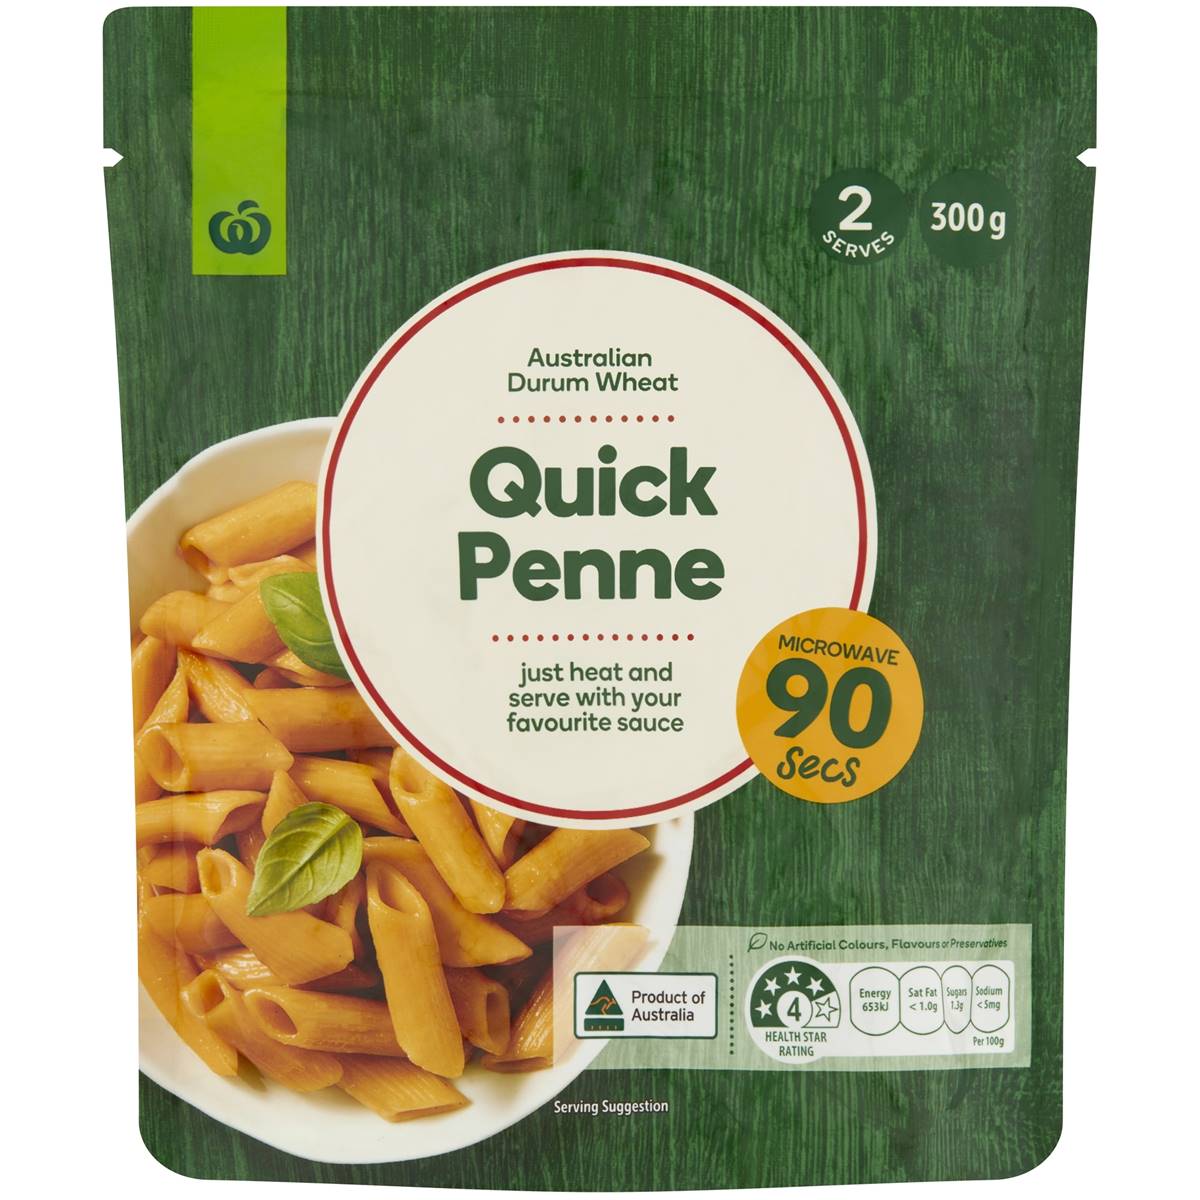 2
SERVES
300g
Australian
Durum Wheat
Quick
Penne
just heat and
serve with your
favourite sauce
MICROWAVE
90
secs
No Artificial Colours, Flavours or Preservatives
Product of
Australia
4
HEALTH STAR
RATING
Energy
653kJ
Sat Fat
< 1.0g
Sugars
1.3g
Sodium
< 5mg
Per 100g
Serving Suggestion